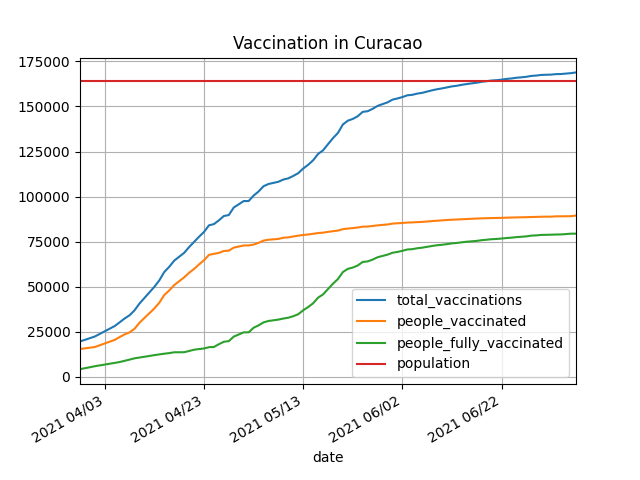 Vaccination in Curacao
175000
150000
125000
100000
75000
50000
25000
0
total_vaccinations
people_vaccinated
people_fully_vaccinated
population
2021 04/03
2021 04/23
2021 05/13
2021 06/02
2021 06/22
date